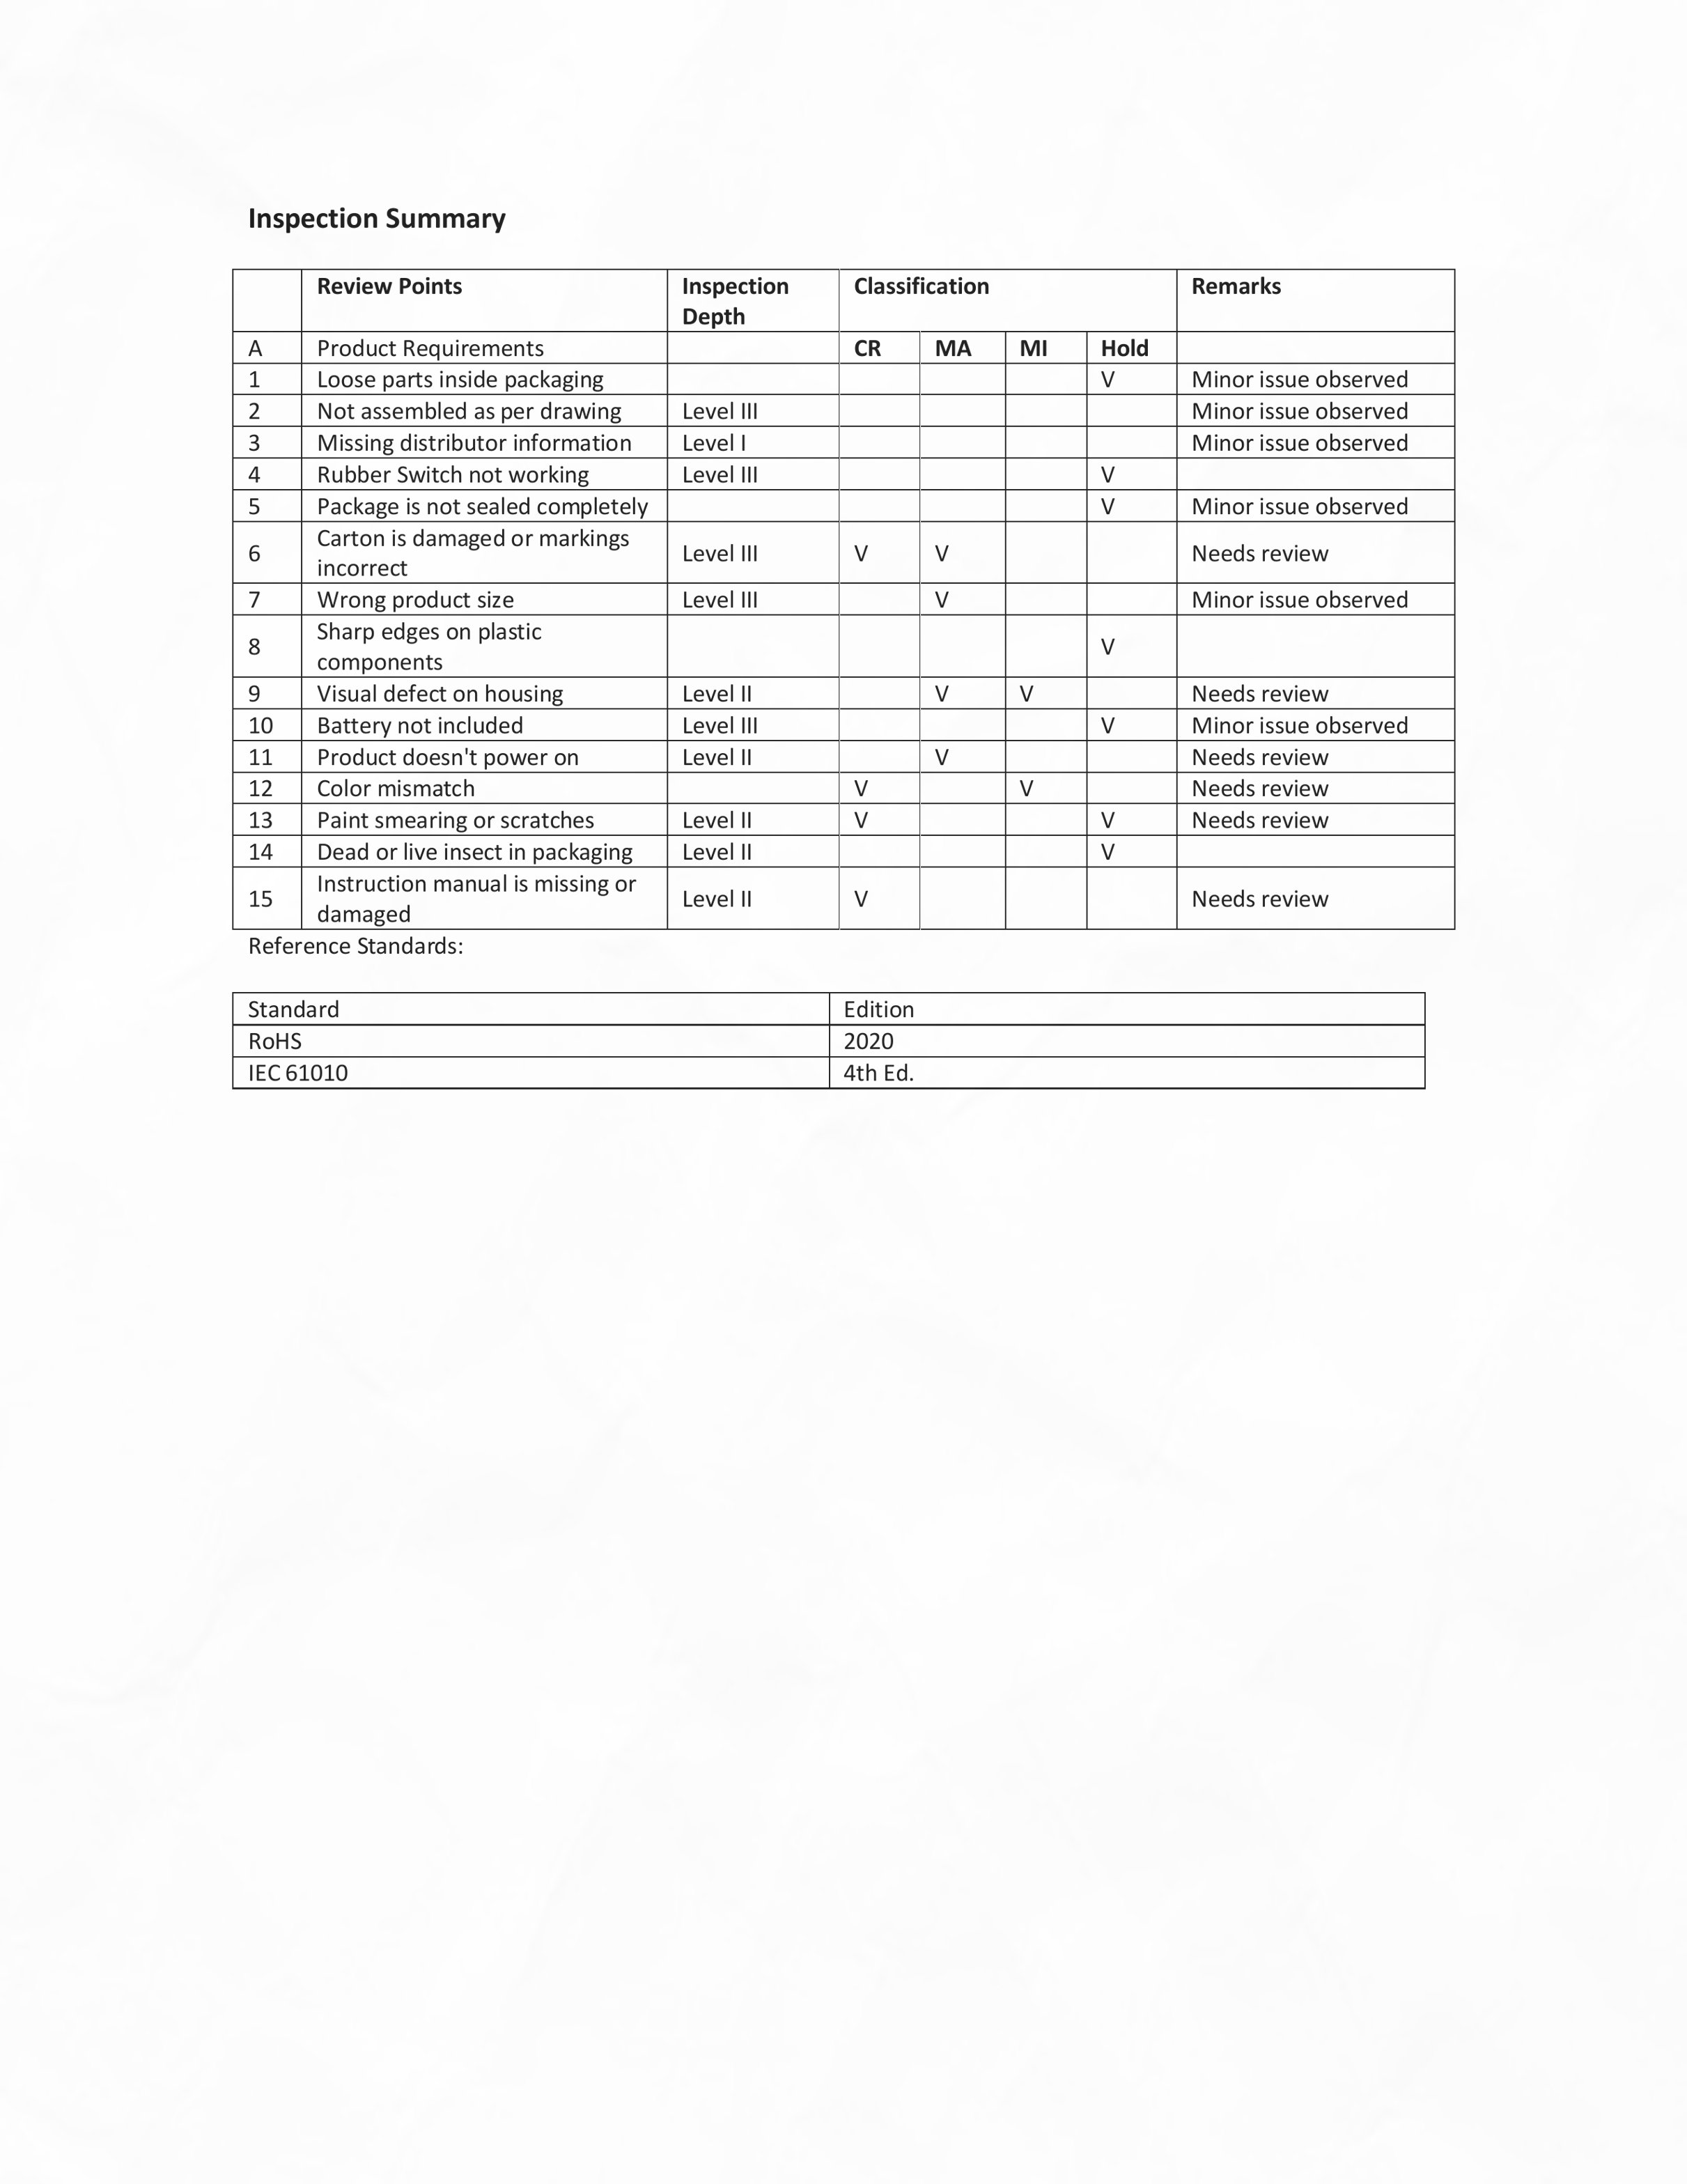 Inspection Summary
Review Points Inspection Depth Classification Remarks
A Product Requirements CR MA MI Hold
1 Loose parts inside packaging V Minor issue observed
2 Not assembled as per drawing Level III Minor issue observed
3 Missing distributor information Level I Minor issue observed
4 Rubber Switch not working Level III V
5 Package is not sealed completely V Minor issue observed
6 Carton is damaged or markings incorrect Level III V V Needs review
7 Wrong product size Level III V Minor issue observed
8 Sharp edges on plastic components V
9 Visual defect on housing Level II V V Needs review
10 Battery not included Level III V Minor issue observed
11 Product doesn't power on Level II V Needs review
12 Color mismatch V V Needs review
13 Paint smearing or scratches Level II V V Needs review
14 Dead or live insect in packaging Level II V
15 Instruction manual is missing or damaged Level II V Needs review
Reference Standards:
Standard Edition
RoHS 2020
IEC 61010 4th Ed.